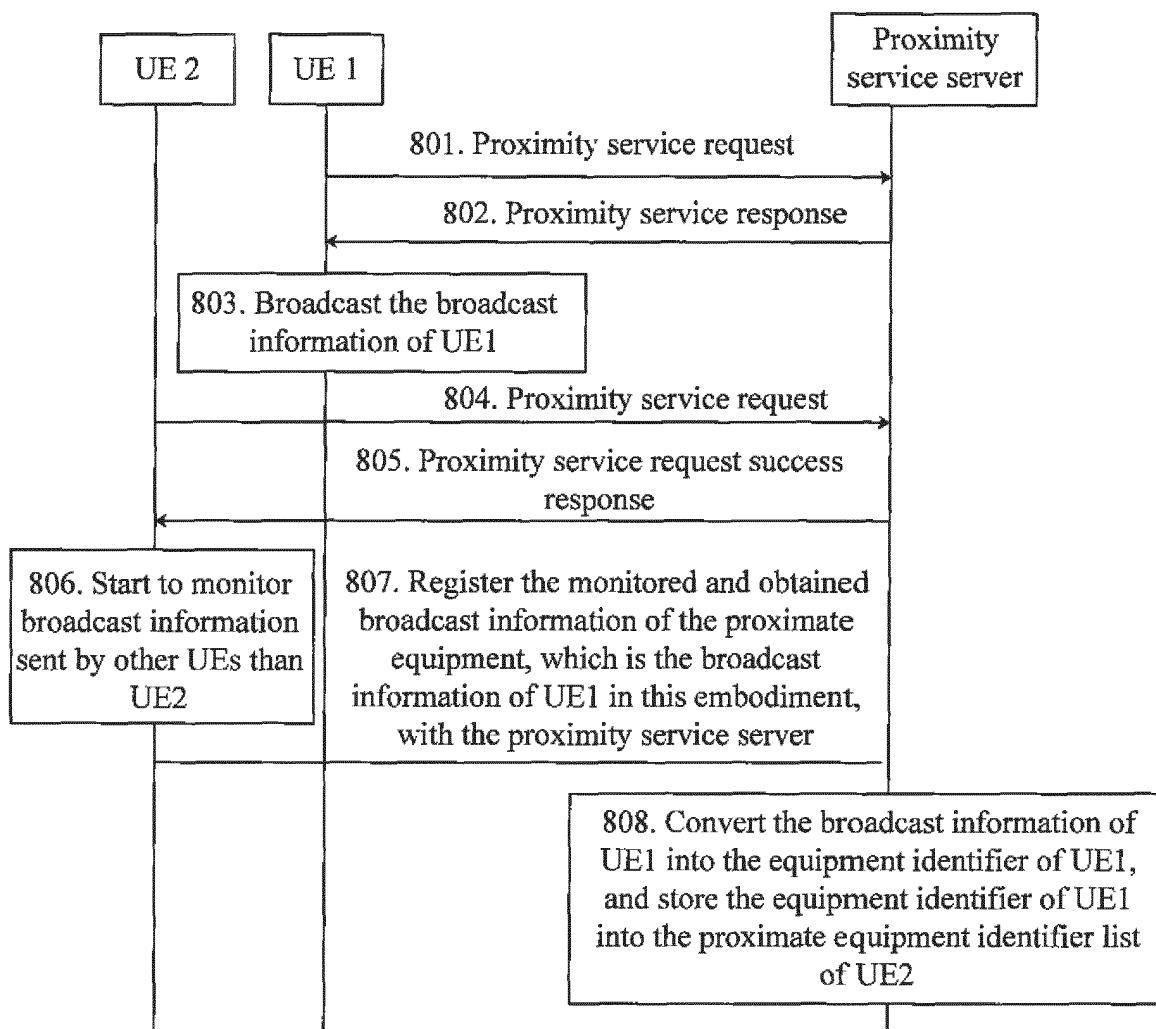 UE 2
UE 1
Proximity
service server
801. Proximity service request
802. Proximity service response
803. Broadcast the broadcast
information of UE1
804. Proximity service request
805. Proximity service request success
response
806. Start to monitor
broadcast information
sent by other UEs than
UE2
807. Register the monitored and obtained
broadcast information of the proximate
equipment, which is the broadcast
information of UE1 in this embodiment,
with the proximity service server
808. Convert the broadcast information of
UE1 into the equipment identifier of UE1,
and store the equipment identifier of UE1
into the proximate equipment identifier list
of UE2